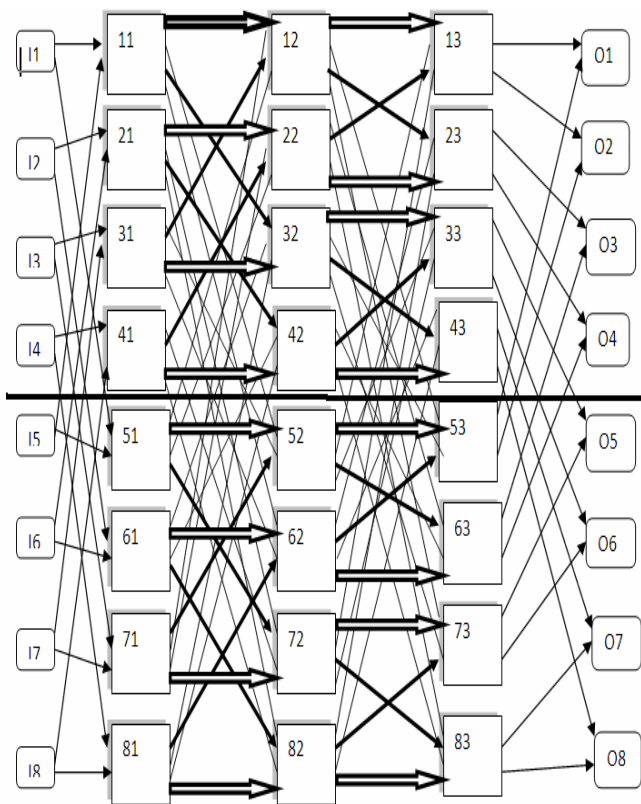 I1 11 12 13 O1
I2 21 22 23 O2
I3 31 32 33 O3
I4 41 42 43 O4
I5 51 52 53 O5
I6 61 62 63 O6
I7 71 72 73 O7
I8 81 82 83 O8